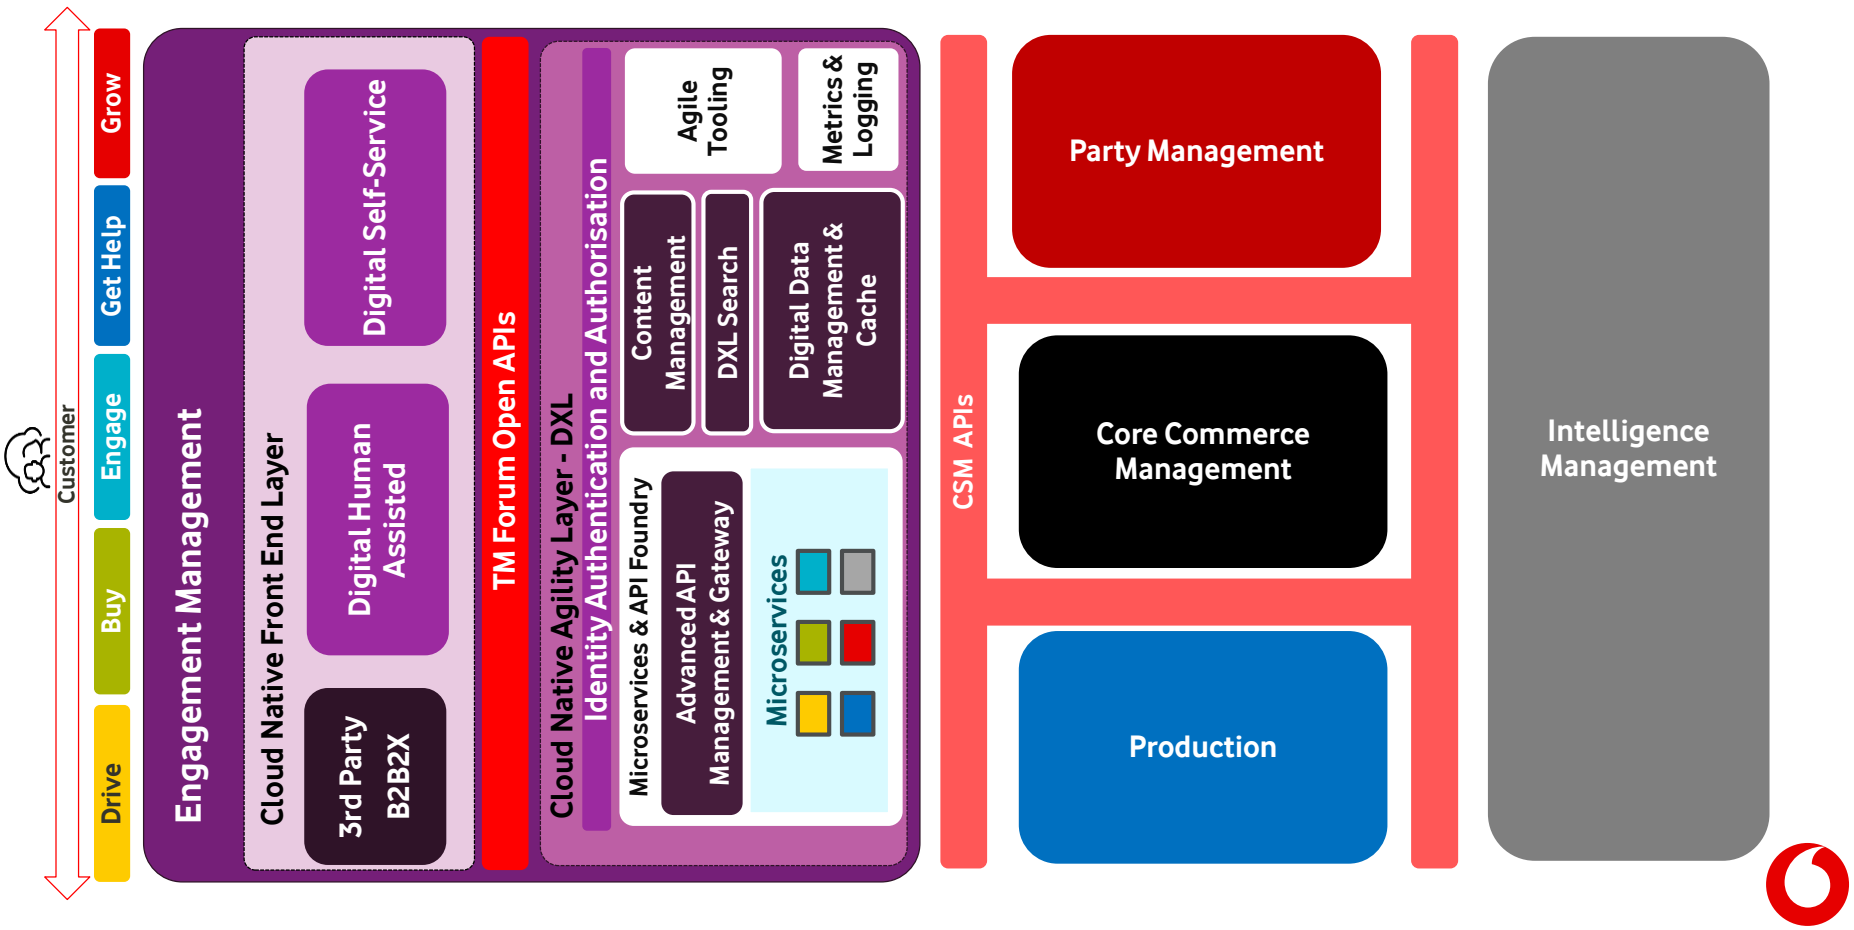 Customer
Grow
Get Help
Engage
Buy
Drive
Engagement Management
Cloud Native Front End Layer
Digital Self-Service
Digital Human
Assisted
3rd Party
B2B2X
TM Forum Open APIs
Cloud Native Agility Layer - DXL
Identity Authentication and Authorisation
Agile
Tooling
Metrics &
Logging
Content
Management
DXL Search
Digital Data
Management &
Cache
Microservices & API Foundry
Advanced API
Management & Gateway
Microservices
CSM APIs
Party Management
Core Commerce
Management
Production
Intelligence
Management